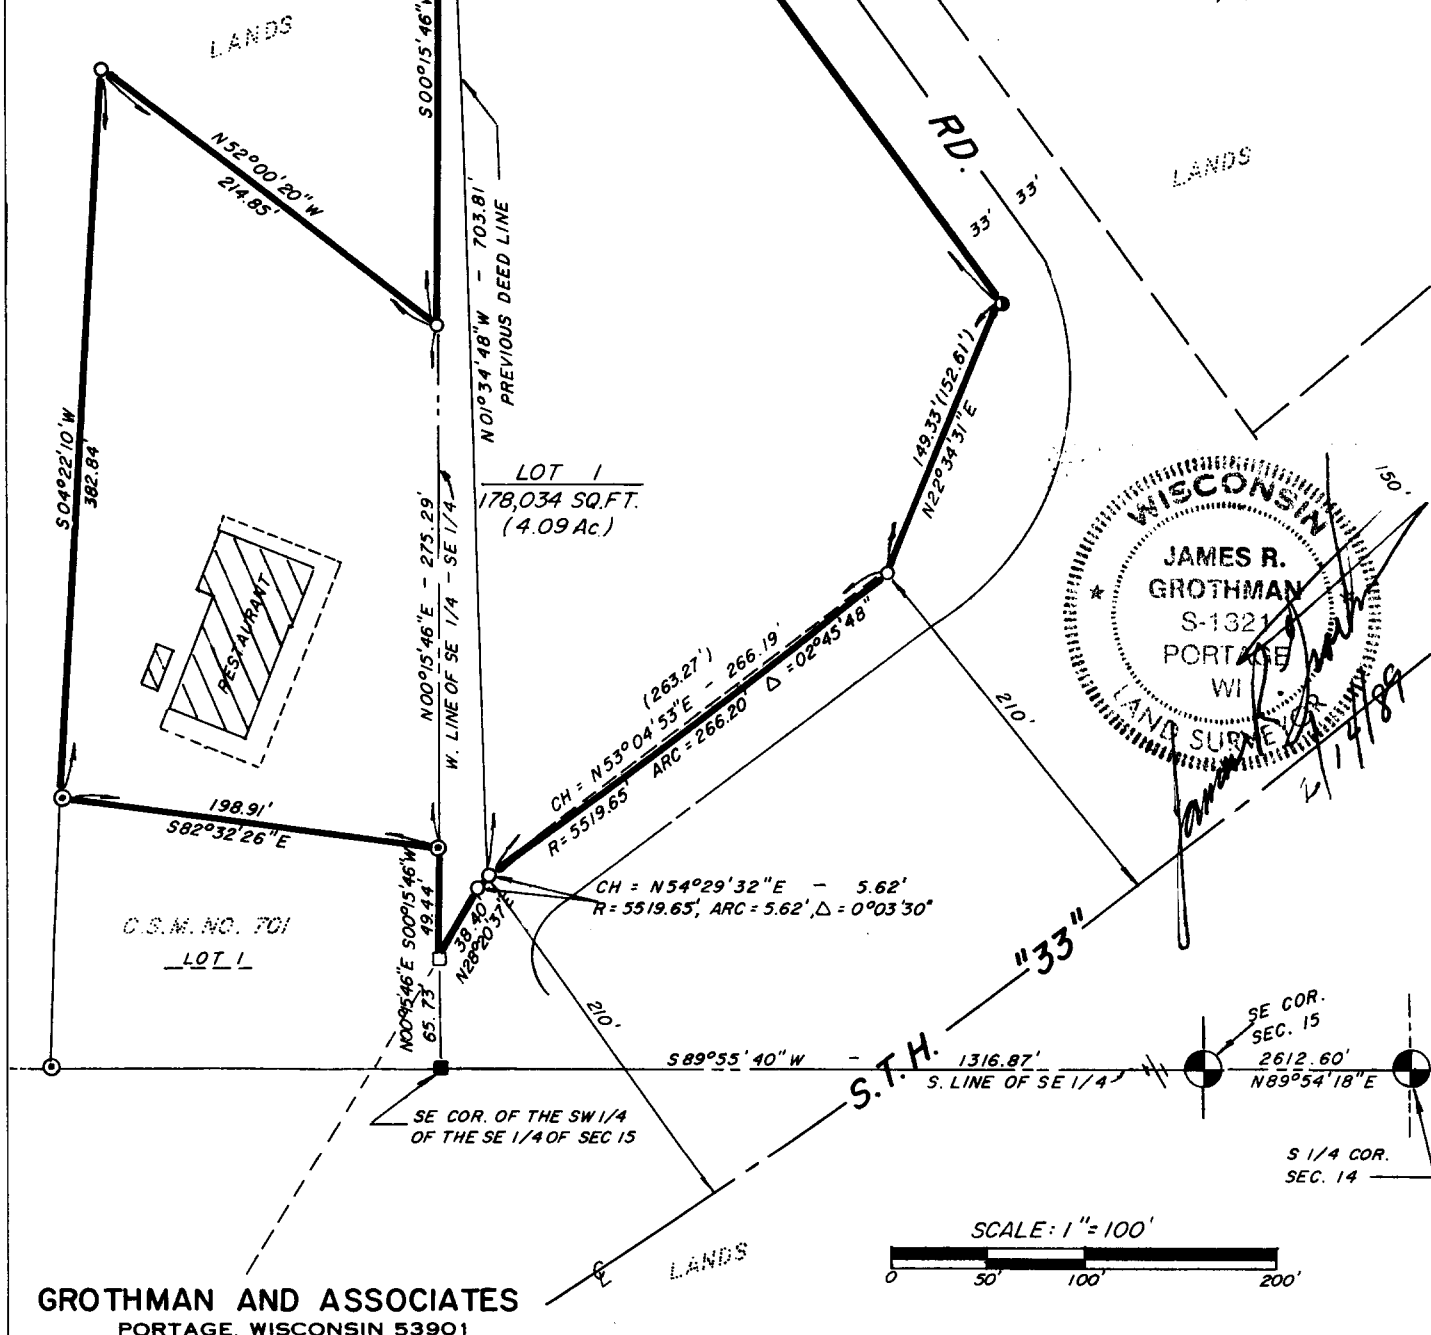 LANDS
S00°15'46"W
N52°00'20"W
214.85'
N01°34'48"W - 703.81'
PREVIOUS DEED LINE
RD.
33'
33'
LANDS
S04°22'10"W
382.84'
LOT 1
178,034 SQ.FT.
(4.09 Ac.)
149.33'(152.61')
N22°34'31"E
150'
WISCONSIN
JAMES R.
GROTHMAN
S-1321
PORTAGE
WI
LAND SURVEYOR
RESTAURANT
N00°15'46"E - 275.29'
W. LINE OF SE 1/4 - SE 1/4
(263.27')
CH = N53°04'53"E - 266.19'
ARC = 266.20' Δ = 02°45'48"
R = 5519.65'
210'
198.91'
S82°32'26"E
S00°15'46"W
49.44'
38.40'
N28°20'37"E
CH = N54°29'32"E - 5.62'
R = 5519.65', ARC = 5.62', Δ = 0°03'30"
C.S.M. NO. 701
LOT 1
N00°15'46"E
65.73'
210'
"33"
S.T.H.
S89°55'40"W - 1316.87'
S. LINE OF SE 1/4
SE COR.
SEC. 15
2612.60'
N89°54'18"E
SE COR. OF THE SW 1/4
OF THE SE 1/4 OF SEC 15
S 1/4 COR.
SEC. 14
SCALE: 1"=100'
0 50' 100' 200'
LANDS
GROTHMAN AND ASSOCIATES
PORTAGE, WISCONSIN 53901